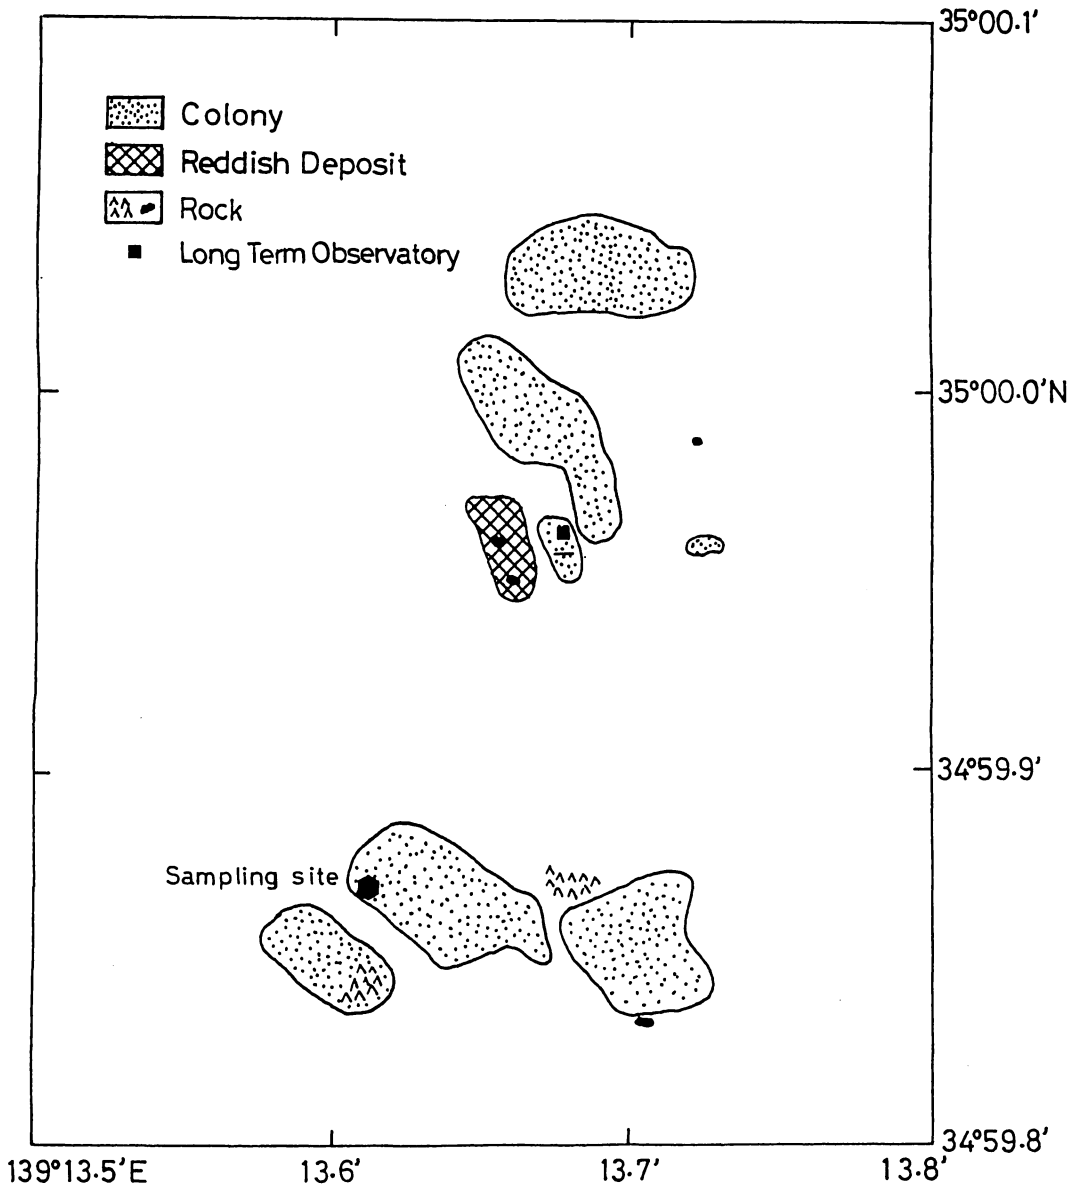 35°00.1'
Colony
Reddish Deposit
Rock
Long Term Observatory
35°00.0'N
34°59.9'
Sampling site
34°59.8'
139°13.5'E 13.6' 13.7' 13.8'